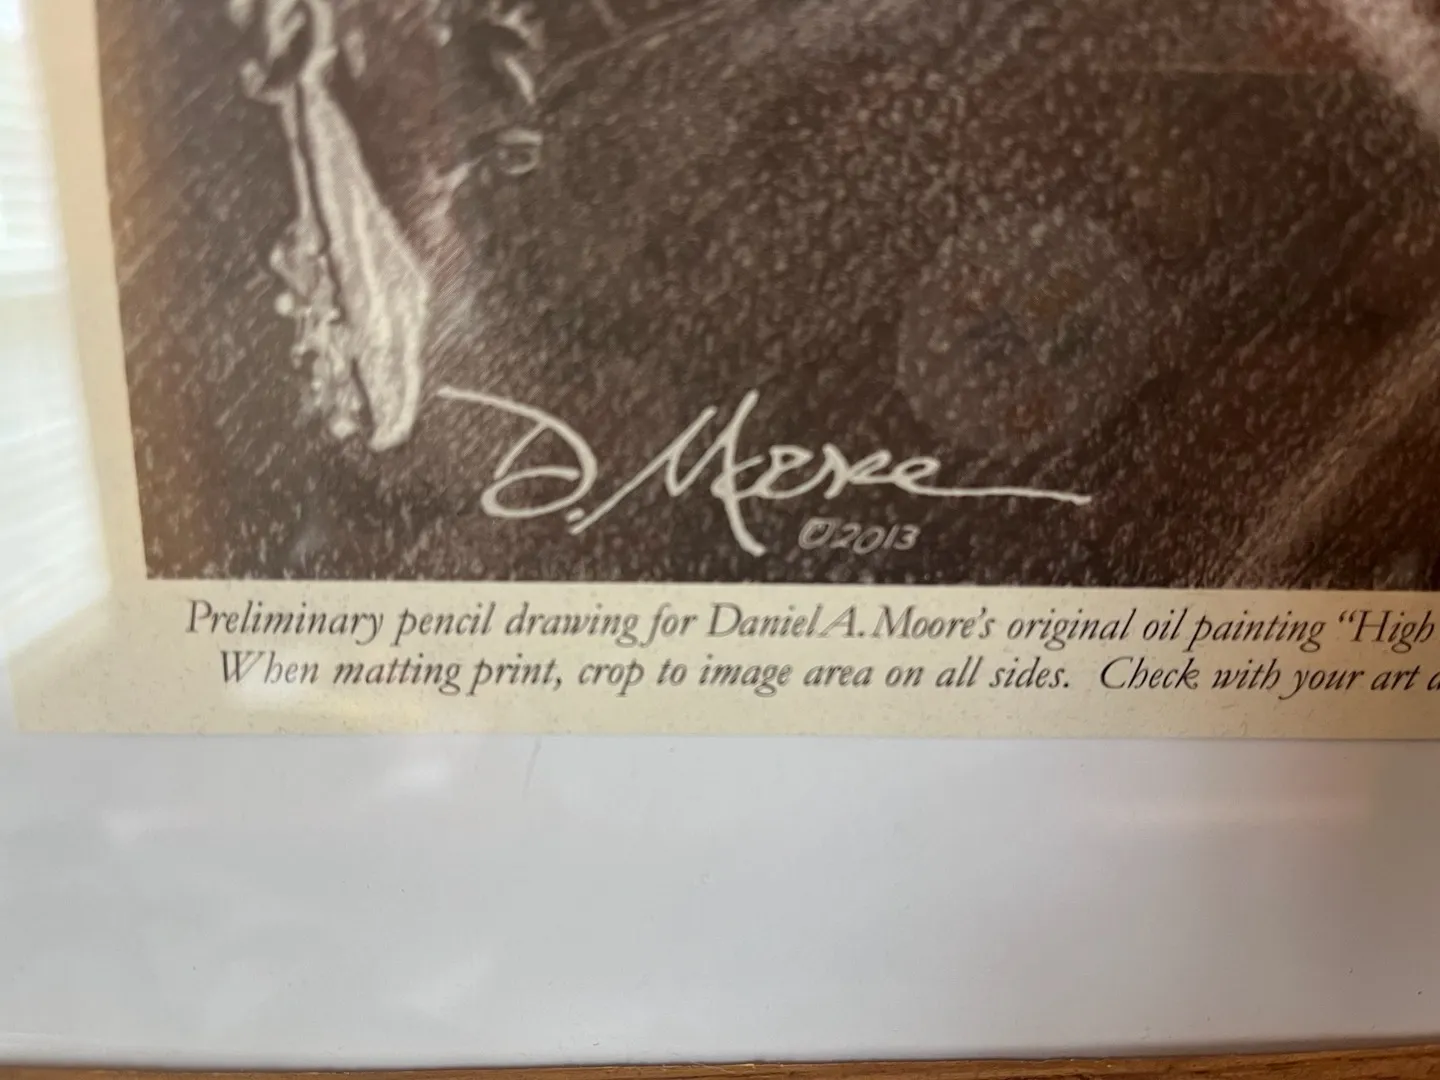 D. Moore
©2013
Preliminary pencil drawing for Daniel A. Moore's original oil painting "High
When matting print, crop to image area on all sides. Check with your art